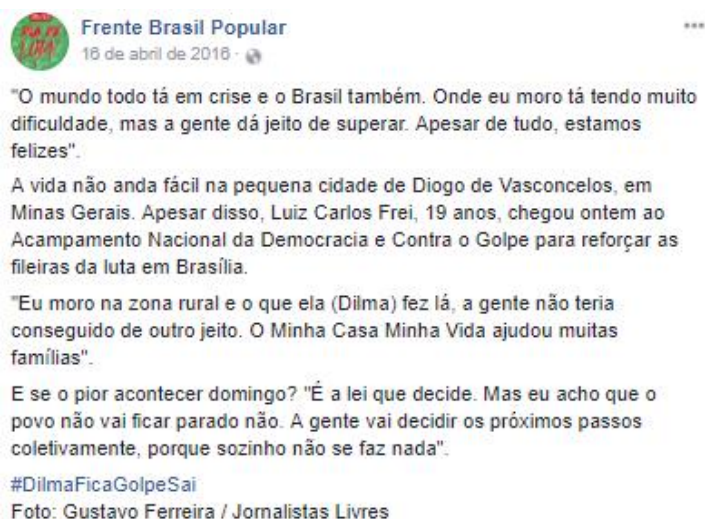 Frente Brasil Popular
16 de abril de 2016
"O mundo todo tá em crise e o Brasil também. Onde eu moro tá tendo muito
dificuldade, mas a gente dá jeito de superar. Apesar de tudo, estamos
felizes".
A vida não anda fácil na pequena cidade de Diogo de Vasconcelos, em
Minas Gerais. Apesar disso, Luiz Carlos Frei, 19 anos, chegou ontem ao
Acampamento Nacional da Democracia e Contra o Golpe para reforçar as
fileiras da luta em Brasília.
"Eu moro na zona rural e o que ela (Dilma) fez lá, a gente não teria
conseguido de outro jeito. O Minha Casa Minha Vida ajudou muitas
famílias".
E se o pior acontecer domingo? "É a lei que decide. Mas eu acho que o
povo não vai ficar parado não. A gente vai decidir os próximos passos
coletivamente, porque sozinho não se faz nada".
#DilmaFicaGolpeSai
Foto: Gustavo Ferreira / Jornalistas Livres